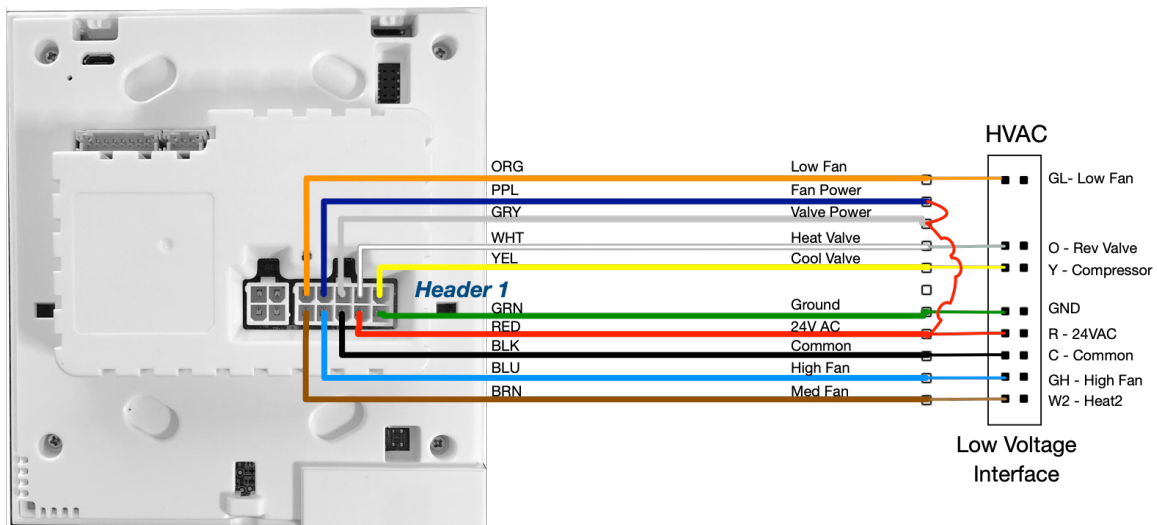 HVAC
ORG Low Fan GL- Low Fan
PPL Fan Power
GRY Valve Power
WHT Heat Valve O - Rev Valve
YEL Cool Valve Y - Compressor
Header 1
GRN Ground GND
RED 24V AC R - 24VAC
BLK Common C - Common
BLU High Fan GH - High Fan
BRN Med Fan W2 - Heat2
Low Voltage
Interface